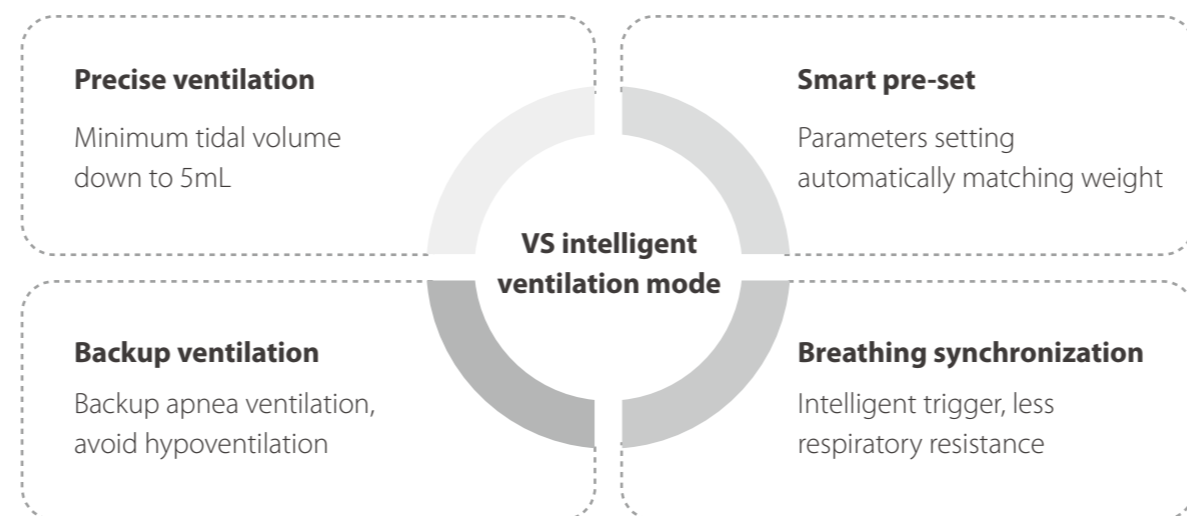 Precise ventilation
Minimum tidal volume
down to 5mL
Smart pre-set
Parameters setting
automatically matching weight
VS intelligent
ventilation mode
Backup ventilation
Backup apnea ventilation,
avoid hypoventilation
Breathing synchronization
Intelligent trigger, less
respiratory resistance